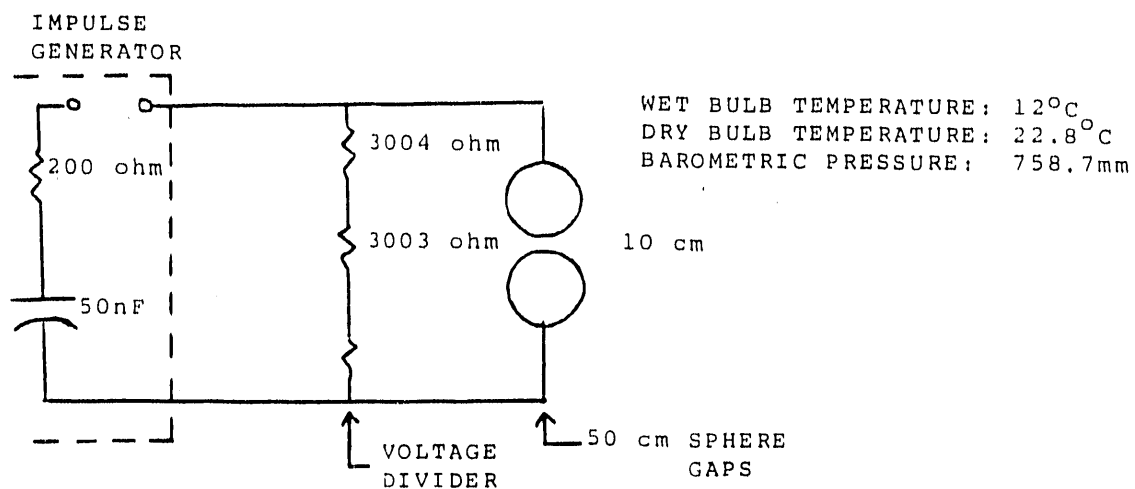 IMPULSE
GENERATOR
WET BULB TEMPERATURE: 12°C
DRY BULB TEMPERATURE: 22.8°C
BAROMETRIC PRESSURE: 758.7mm
3004 ohm
200 ohm
3003 ohm
10 cm
50nF
50 cm SPHERE
GAPS
VOLTAGE
DIVIDER